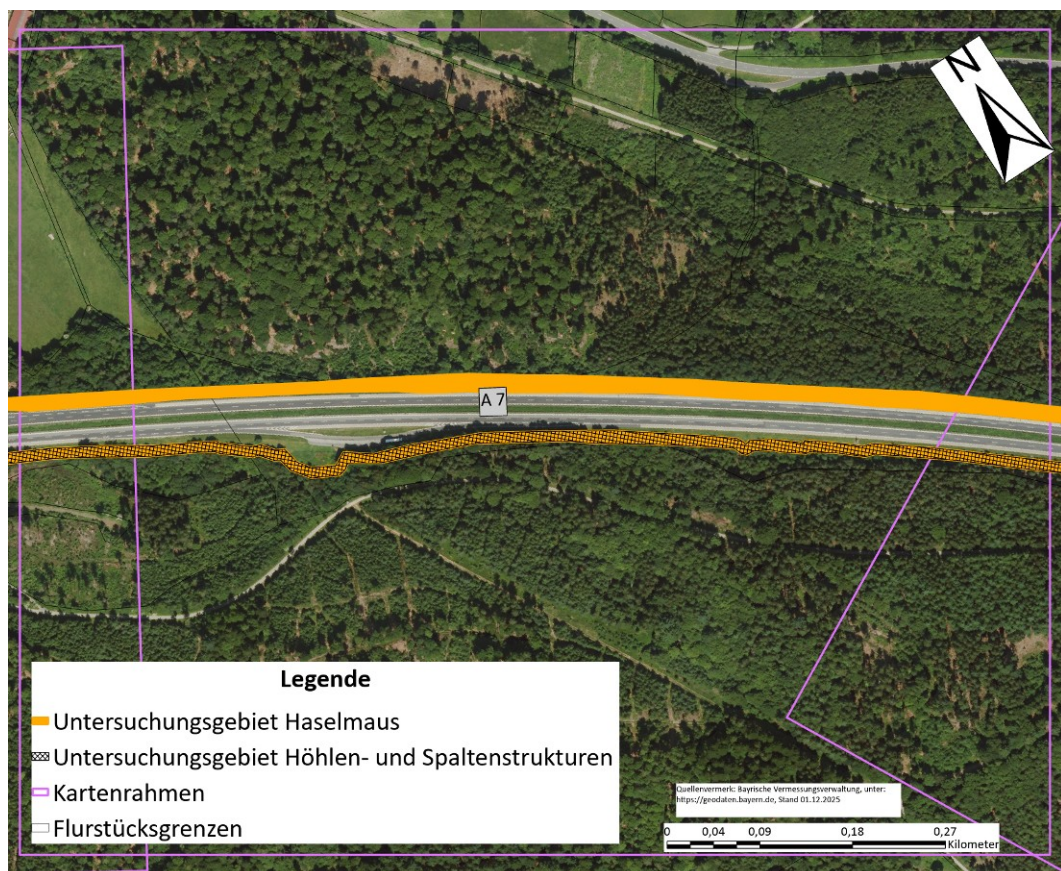 N
A 7
Legende
Untersuchungsgebiet Haselmaus
Untersuchungsgebiet Höhlen- und Spaltenstrukturen
Kartenrahmen
Flurstücksgrenzen
Quellenvermerk: Bayrische Vermessungsverwaltung, unter:
https://geodaten.bayern.de, Stand 01.12.2025
0 0,04 0,09 0,18 0,27
Kilometer